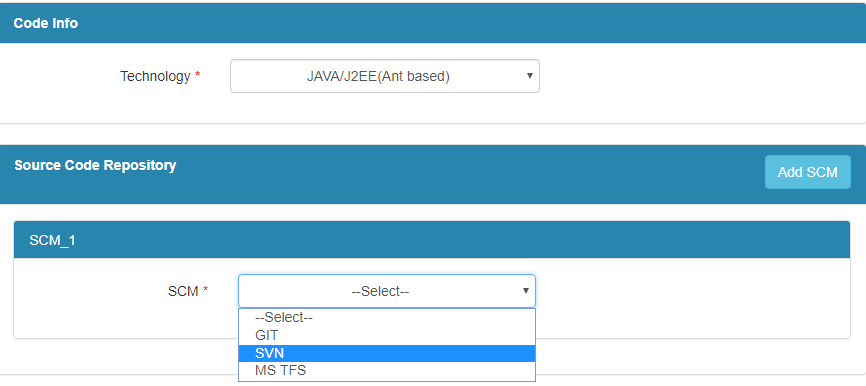 Code Info
Technology *
JAVA/J2EE(Ant based)
Source Code Repository
Add SCM
SCM_1
SCM *
--Select--
--Select--
GIT
SVN
MS TFS